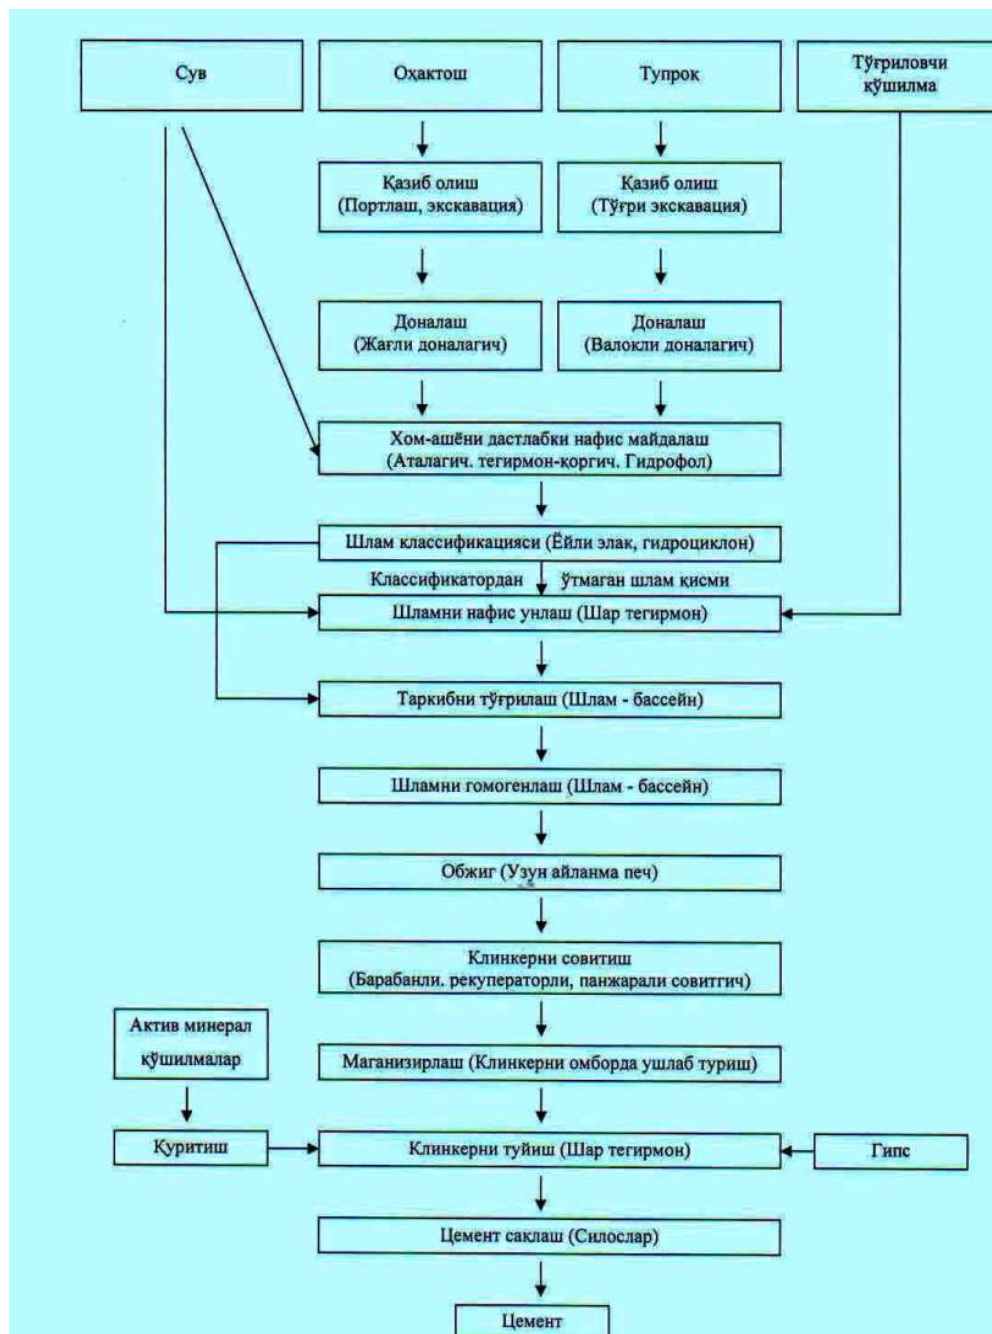 Сув
Оҳактош
Тупроқ
Тўғриловчи
қўшилма
Қазиб олиш
(Портлаш, экскавация)
Қазиб олиш
(Тўғри экскавация)
Доналаш
(Жағли доналагич)
Доналаш
(Валокли доналагич)
Хом-ашёни дастлабки нафис майдалаш
(Аталагич. тегирмон-қоргич. Гидрофол)
Шлам классификацияси (Ёйли элак, гидроциклон)
Классификатордан ўтмаган шлам қисми
Шламни нафис унлаш (Шар тегирмон)
Таркибни тўғрилаш (Шлам - бассейн)
Шламни гомогенлаш (Шлам - бассейн)
Обжиг (Узун айланма печ)
Клинкерни совитиш
(Барабанли. рекуператорли, панжарали совитгич)
Актив минерал
қўшилмалар
Маганизирлаш (Клинкерни омборда ушлаб туриш)
Қуритиш
Клинкерни туйиш (Шар тегирмон)
Гипс
Цемент сақлаш (Силослар)
Цемент